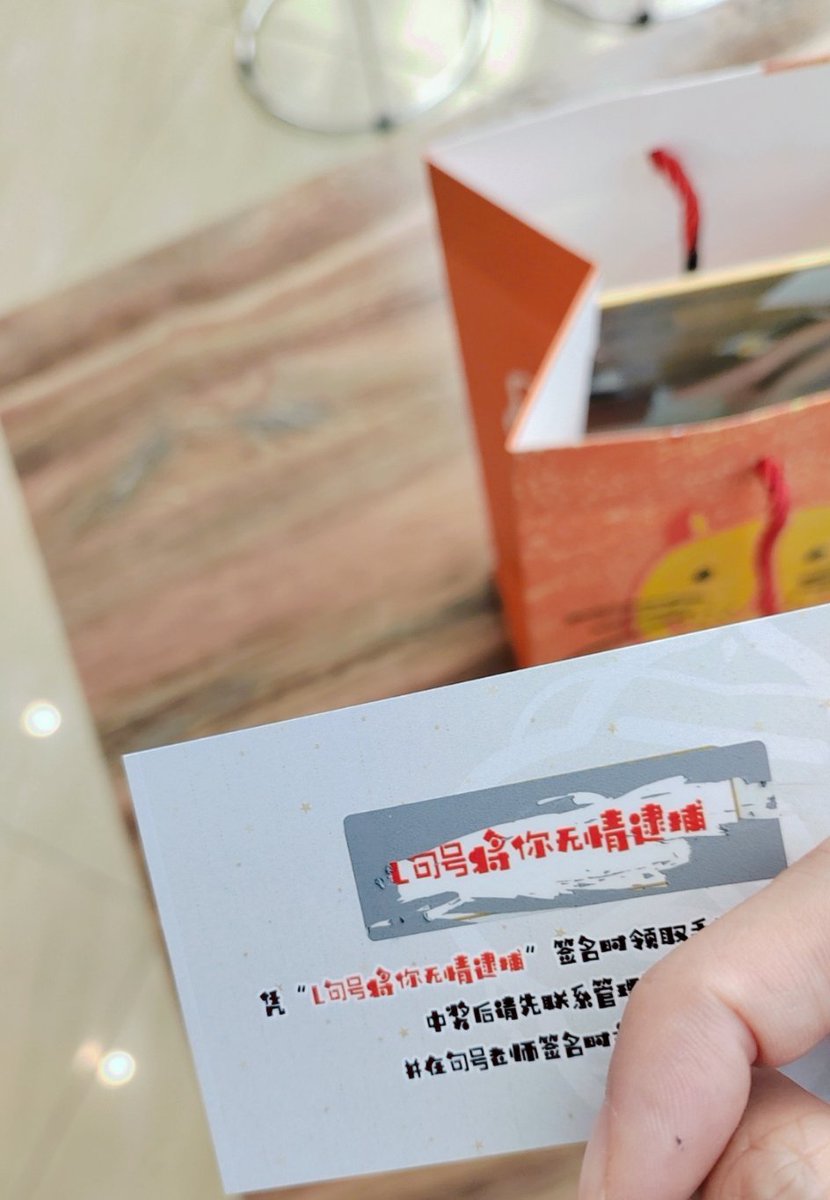 L句号将你无情逮捕
凭“L句号将你无情逮捕”签名时领取
中奖后请先联系管理
并在句号老师签名时